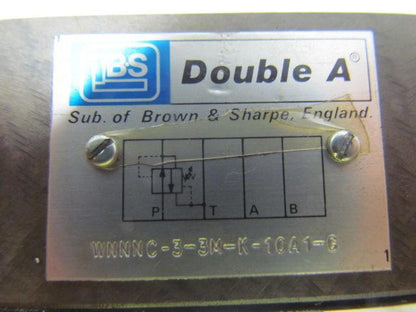 BS
Double A®
Sub. of Brown & Sharpe, England.
P T A B
WNNNC-3-3M-K-10A1-6
1